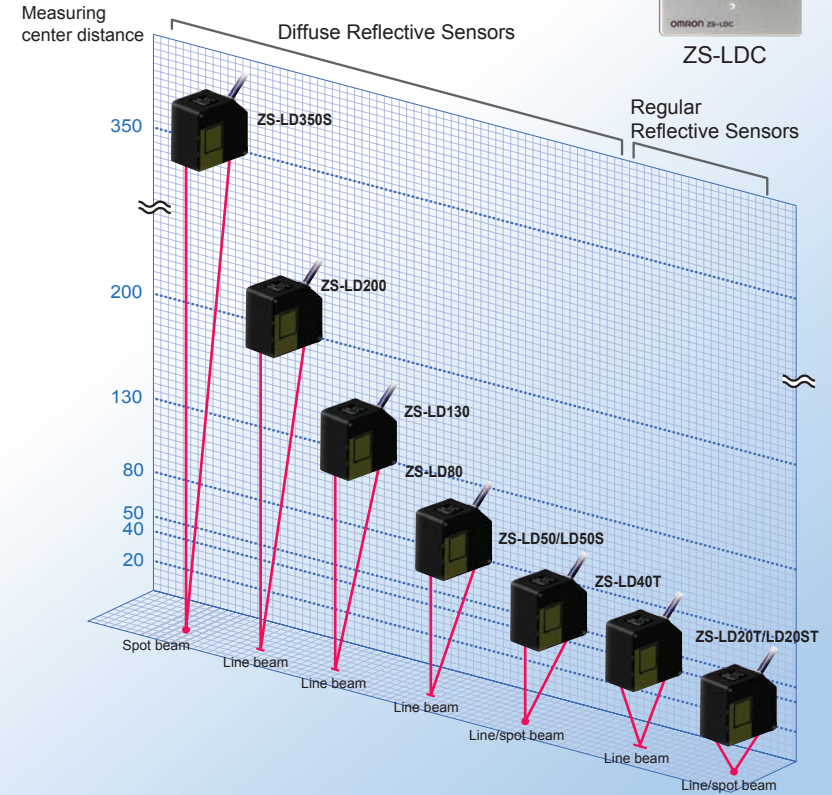 Measuring
center distance
Diffuse Reflective Sensors
OMRON ZS-LDC
ZS-LDC
Regular
Reflective Sensors
350
ZS-LD350S
200
ZS-LD200
130
ZS-LD130
80
ZS-LD80
50
ZS-LD50/LD50S
40
ZS-LD40T
20
ZS-LD20T/LD20ST
Spot beam
Line beam
Line beam
Line beam
Line/spot beam
Line beam
Line/spot beam